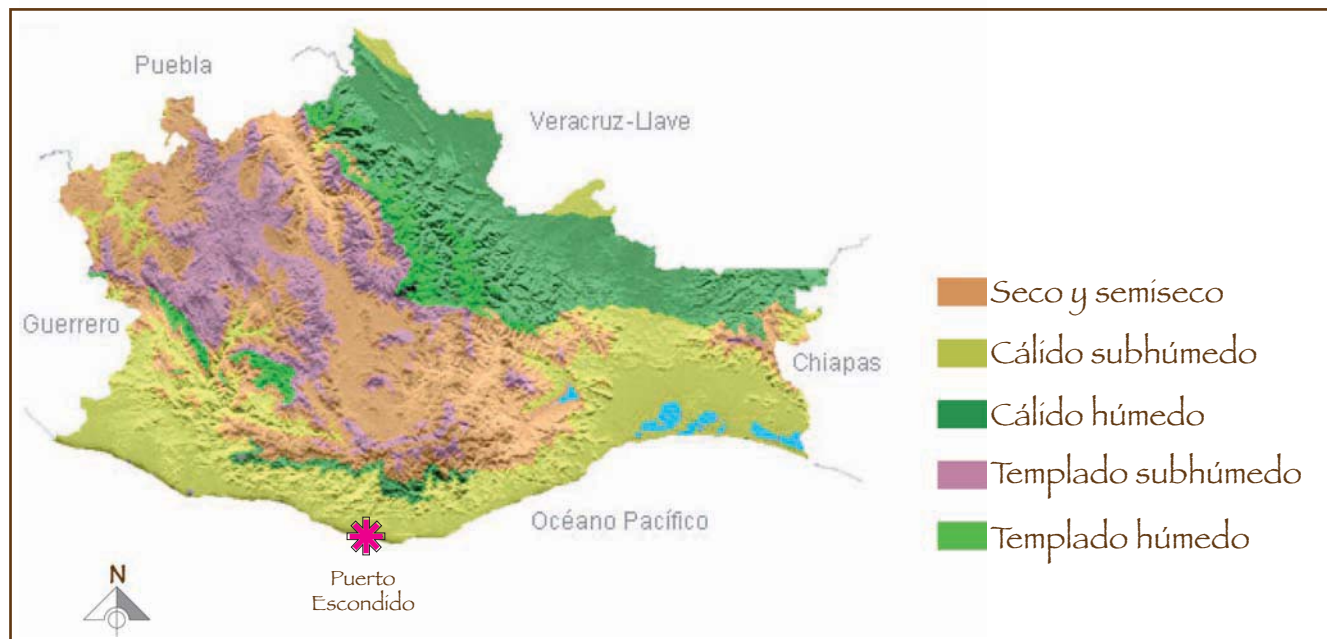 Puebla
Veracruz-Llave
Guerrero
Chiapas
Océano Pacífico
Puerto
Escondido
N
Seco y semiseco
Cálido subhúmedo
Cálido húmedo
Templado subhúmedo
Templado húmedo